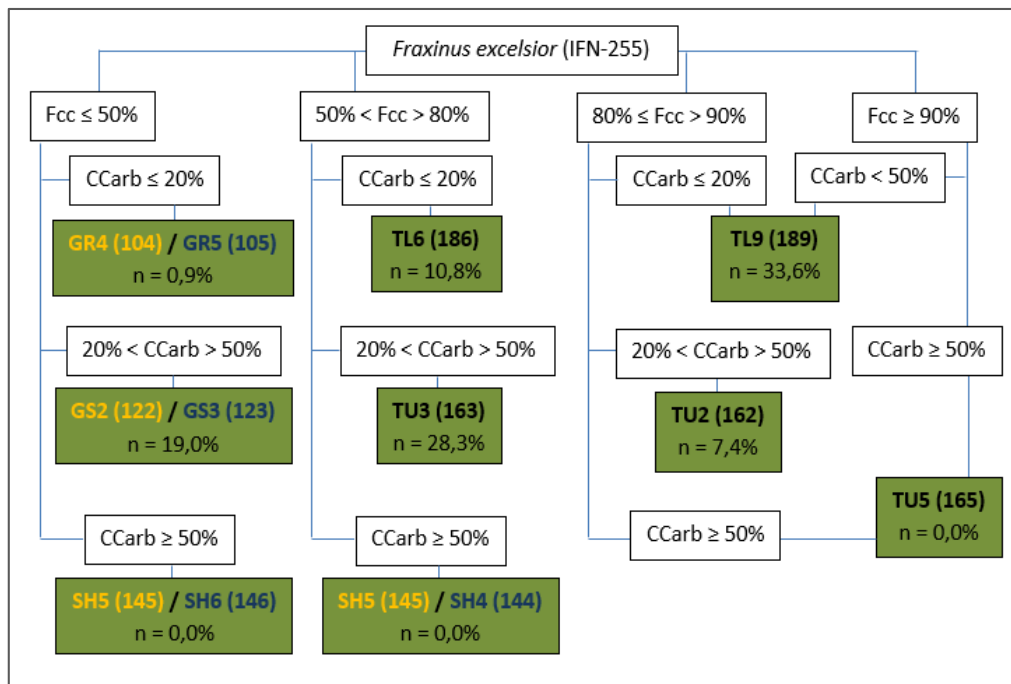 Fraxinus excelsior (IFN-255)
Fcc ≤ 50%
50% < Fcc > 80%
80% ≤ Fcc > 90%
Fcc ≥ 90%
CCarb ≤ 20%
CCarb ≤ 20%
CCarb ≤ 20%
CCarb < 50%
GR4 (104) / GR5 (105)
n = 0,9%
TL6 (186)
n = 10,8%
TL9 (189)
n = 33,6%
20% < CCarb > 50%
20% < CCarb > 50%
20% < CCarb > 50%
CCarb ≥ 50%
GS2 (122) / GS3 (123)
n = 19,0%
TU3 (163)
n = 28,3%
TU2 (162)
n = 7,4%
TU5 (165)
n = 0,0%
CCarb ≥ 50%
CCarb ≥ 50%
CCarb ≥ 50%
SH5 (145) / SH6 (146)
n = 0,0%
SH5 (145) / SH4 (144)
n = 0,0%